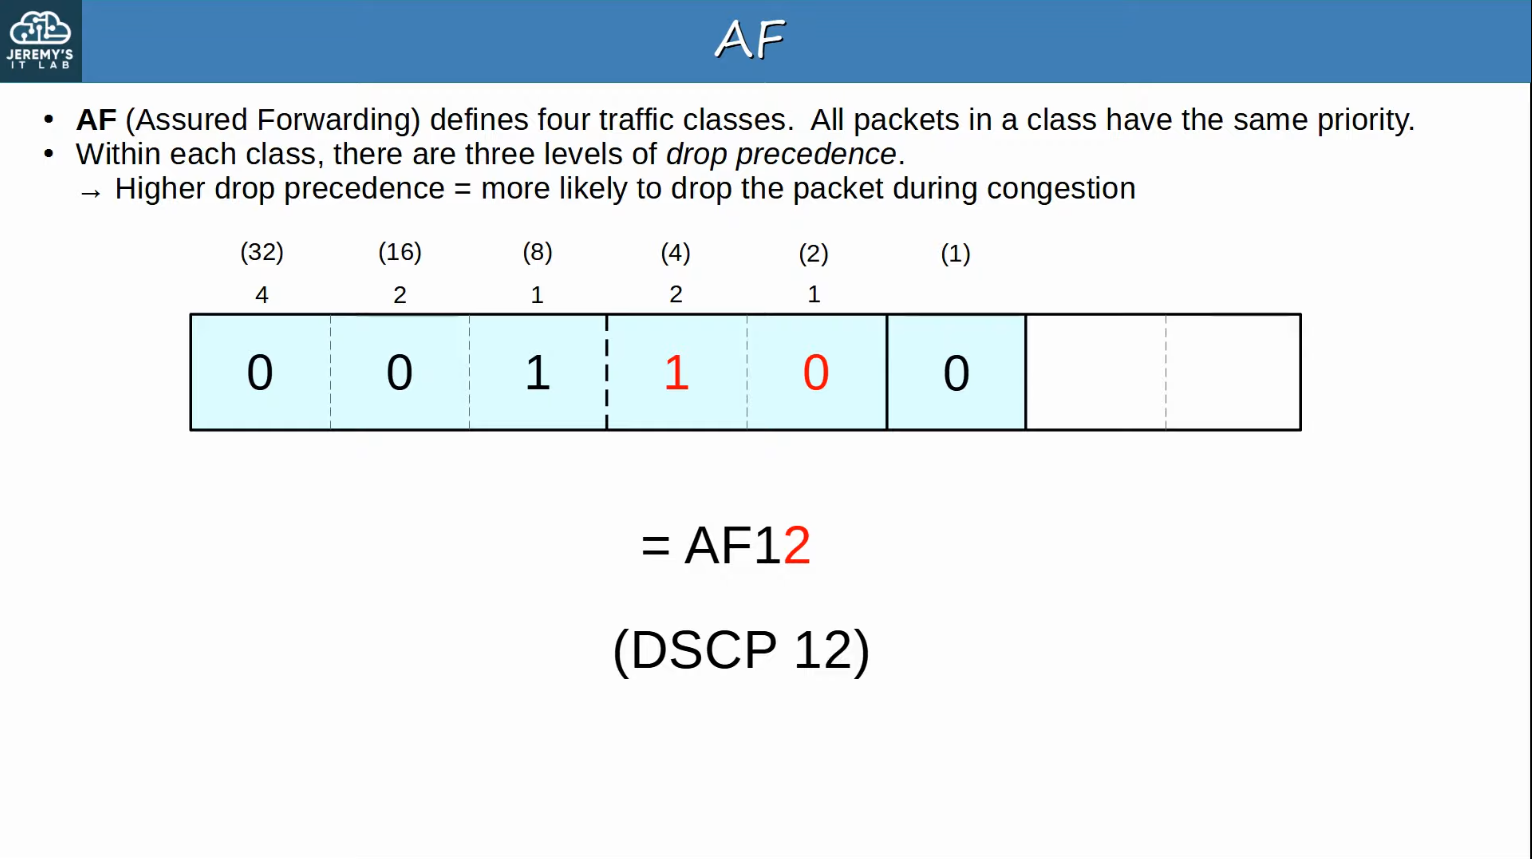 JEREMY'S
IT LAB
AF
• AF (Assured Forwarding) defines four traffic classes.  All packets in a class have the same priority.
• Within each class, there are three levels of drop precedence.
→ Higher drop precedence = more likely to drop the packet during congestion
(32) (16) (8) (4) (2) (1)
4 2 1 2 1
0 0 1 1 0 0
= AF12
(DSCP 12)